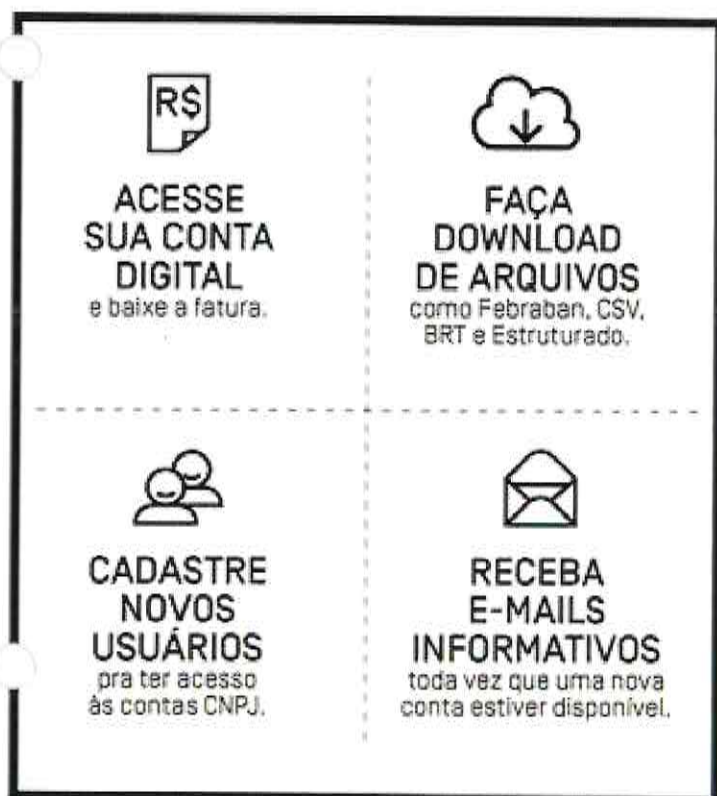 R$
ACESSE
SUA CONTA
DIGITAL
e baixe a fatura.
FAÇA
DOWNLOAD
DE ARQUIVOS
como Febraban, CSV,
BRT e Estruturado.
CADASTRE
NOVOS
USUÁRIOS
pra ter acesso
às contas CNPJ.
RECEBA
E-MAILS
INFORMATIVOS
toda vez que uma nova
conta estiver disponível.